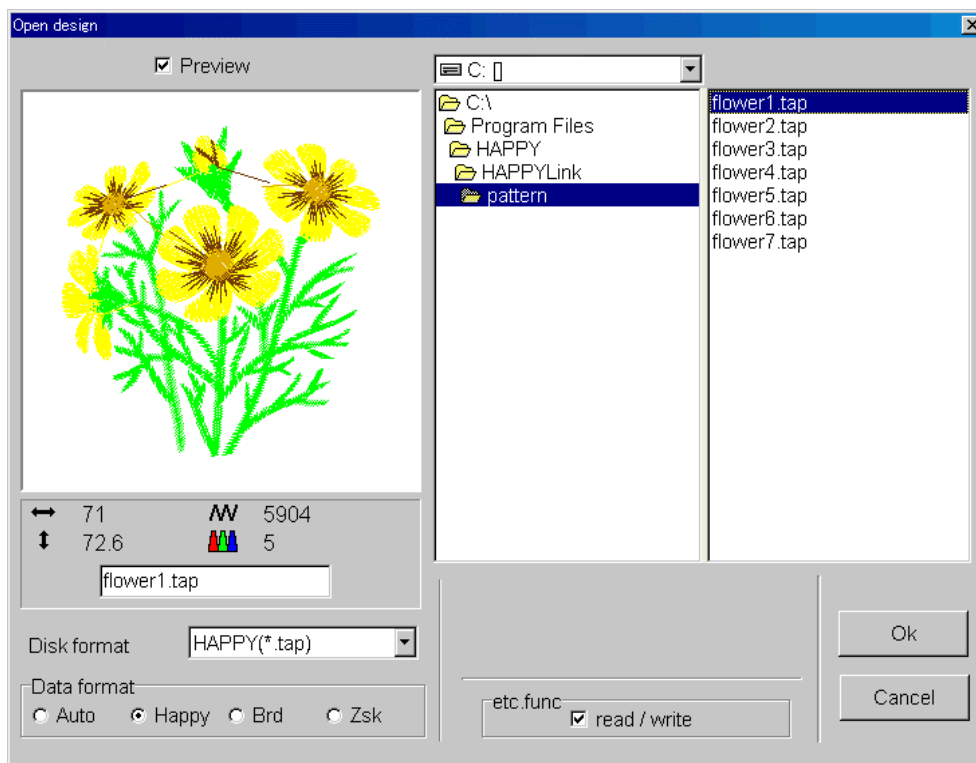 Open design
Preview
C: []
C:\
Program Files
HAPPY
HAPPYLink
pattern
flower1.tap
flower2.tap
flower3.tap
flower4.tap
flower5.tap
flower6.tap
flower7.tap
71
5904
72.6
5
flower1.tap
Disk format
HAPPY(*.tap)
Data format
Auto
Happy
Brd
Zsk
etc.func
read / write
Ok
Cancel